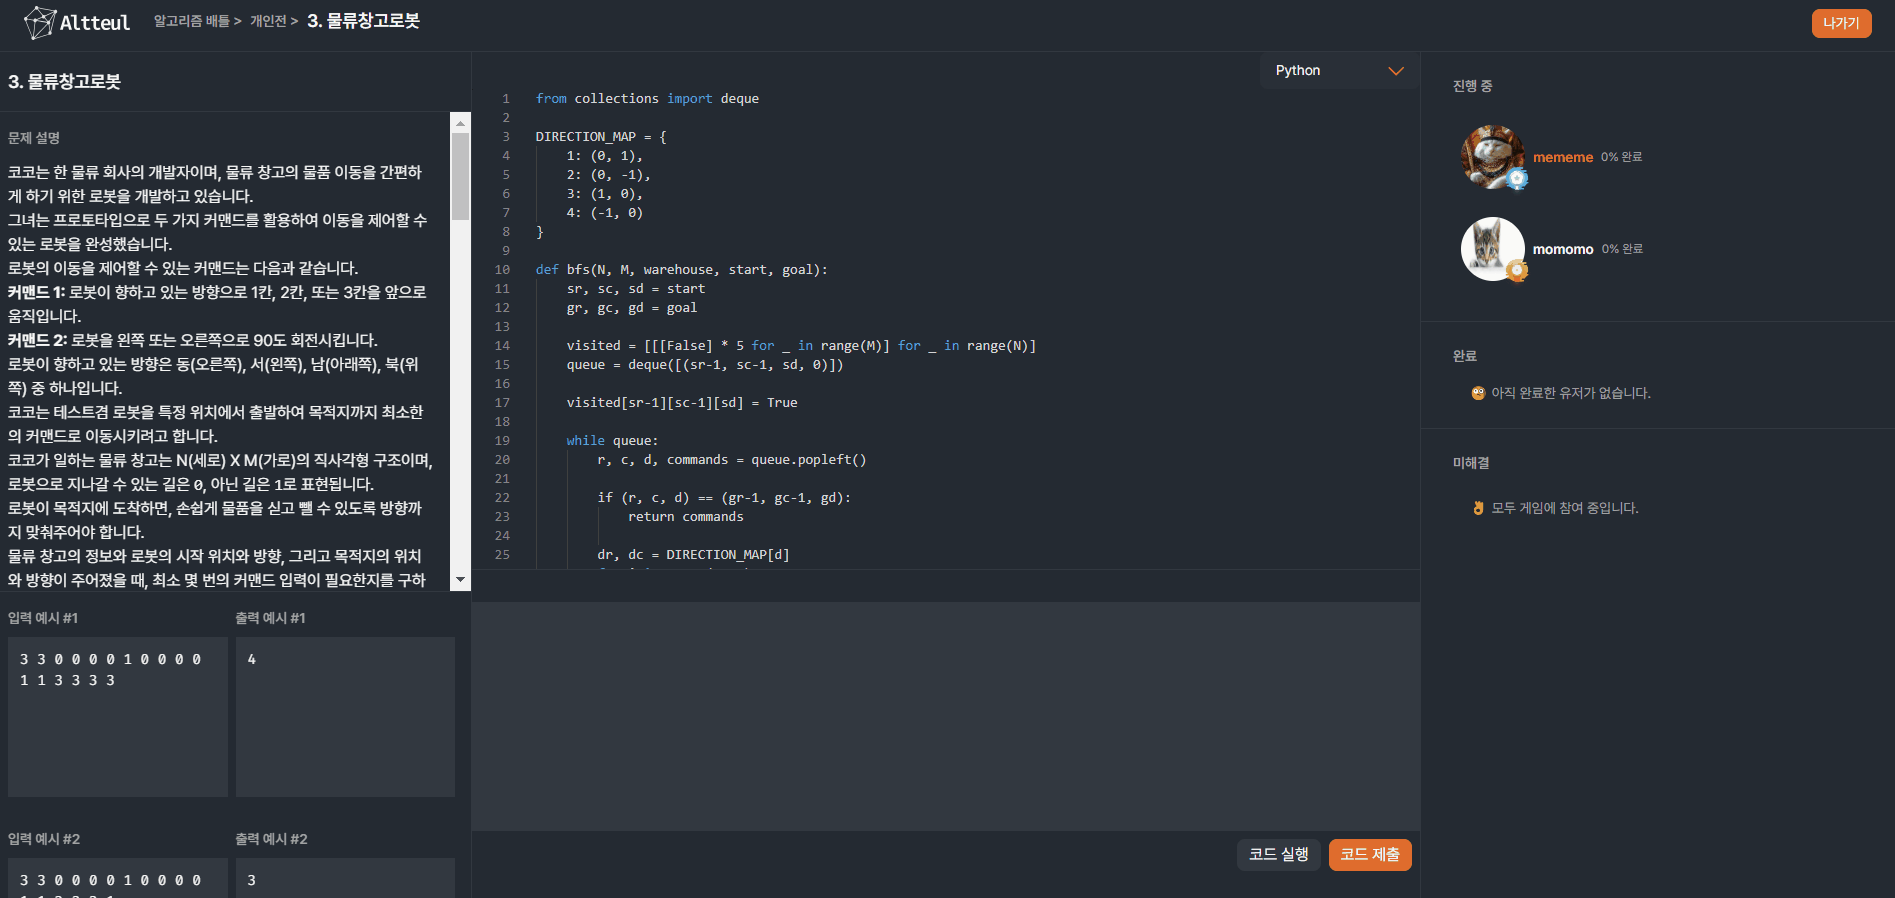 Altteul
알고리즘 배틀 > 개인전 > 3. 물류창고로봇
나가기
3. 물류창고로봇
문제 설명
코코는 한 물류 회사의 개발자이며, 물류 창고의 물품 이동을 간편하
게 하기 위한 로봇을 개발하고 있습니다.
그녀는 프로토타입으로 두 가지 커맨드를 활용하여 이동을 제어할 수
있는 로봇을 완성했습니다.
로봇의 이동을 제어할 수 있는 커맨드는 다음과 같습니다.
커맨드 1: 로봇이 향하고 있는 방향으로 1칸, 2칸, 또는 3칸을 앞으로
움직입니다.
커맨드 2: 로봇을 왼쪽 또는 오른쪽으로 90도 회전시킵니다.
로봇이 향하고 있는 방향은 동(오른쪽), 서(왼쪽), 남(아래쪽), 북(위
쪽) 중 하나입니다.
코코는 테스트겸 로봇을 특정 위치에서 출발하여 목적지까지 최소한
의 커맨드로 이동시키려고 합니다.
코코가 일하는 물류 창고는 N(세로) X M(가로)의 직사각형 구조이며,
로봇으로 지나갈 수 있는 길은 0, 아닌 길은 1로 표현됩니다.
로봇이 목적지에 도착하면, 손쉽게 물품을 싣고 뺄 수 있도록 방향까
지 맞춰주어야 합니다.
물류 창고의 정보와 로봇의 시작 위치와 방향, 그리고 목적지의 위치
와 방향이 주어졌을 때, 최소 몇 번의 커맨드 입력이 필요한지를 구하
입력 예시 #1
3 3 0 0 0 0 1 0 0 0 0
1 1 3 3 3 3
출력 예시 #1
4
입력 예시 #2
3 3 0 0 0 0 1 0 0 0 0
출력 예시 #2
3
Python
1 from collections import deque
2
3 DIRECTION_MAP = {
4 1: (0, 1),
5 2: (0, -1),
6 3: (1, 0),
7 4: (-1, 0)
8 }
9
10 def bfs(N, M, warehouse, start, goal):
11 sr, sc, sd = start
12 gr, gc, gd = goal
13
14 visited = [[[False] * 5 for _ in range(M)] for _ in range(N)]
15 queue = deque([(sr-1, sc-1, sd, 0)])
16
17 visited[sr-1][sc-1][sd] = True
18
19 while queue:
20 r, c, d, commands = queue.popleft()
21
22 if (r, c, d) == (gr-1, gc-1, gd):
23 return commands
24
25 dr, dc = DIRECTION_MAP[d]
코드 실행
코드 제출
진행 중
mememe 0% 완료
momomo 0% 완료
완료
아직 완료한 유저가 없습니다.
미해결
모두 게임에 참여 중입니다.